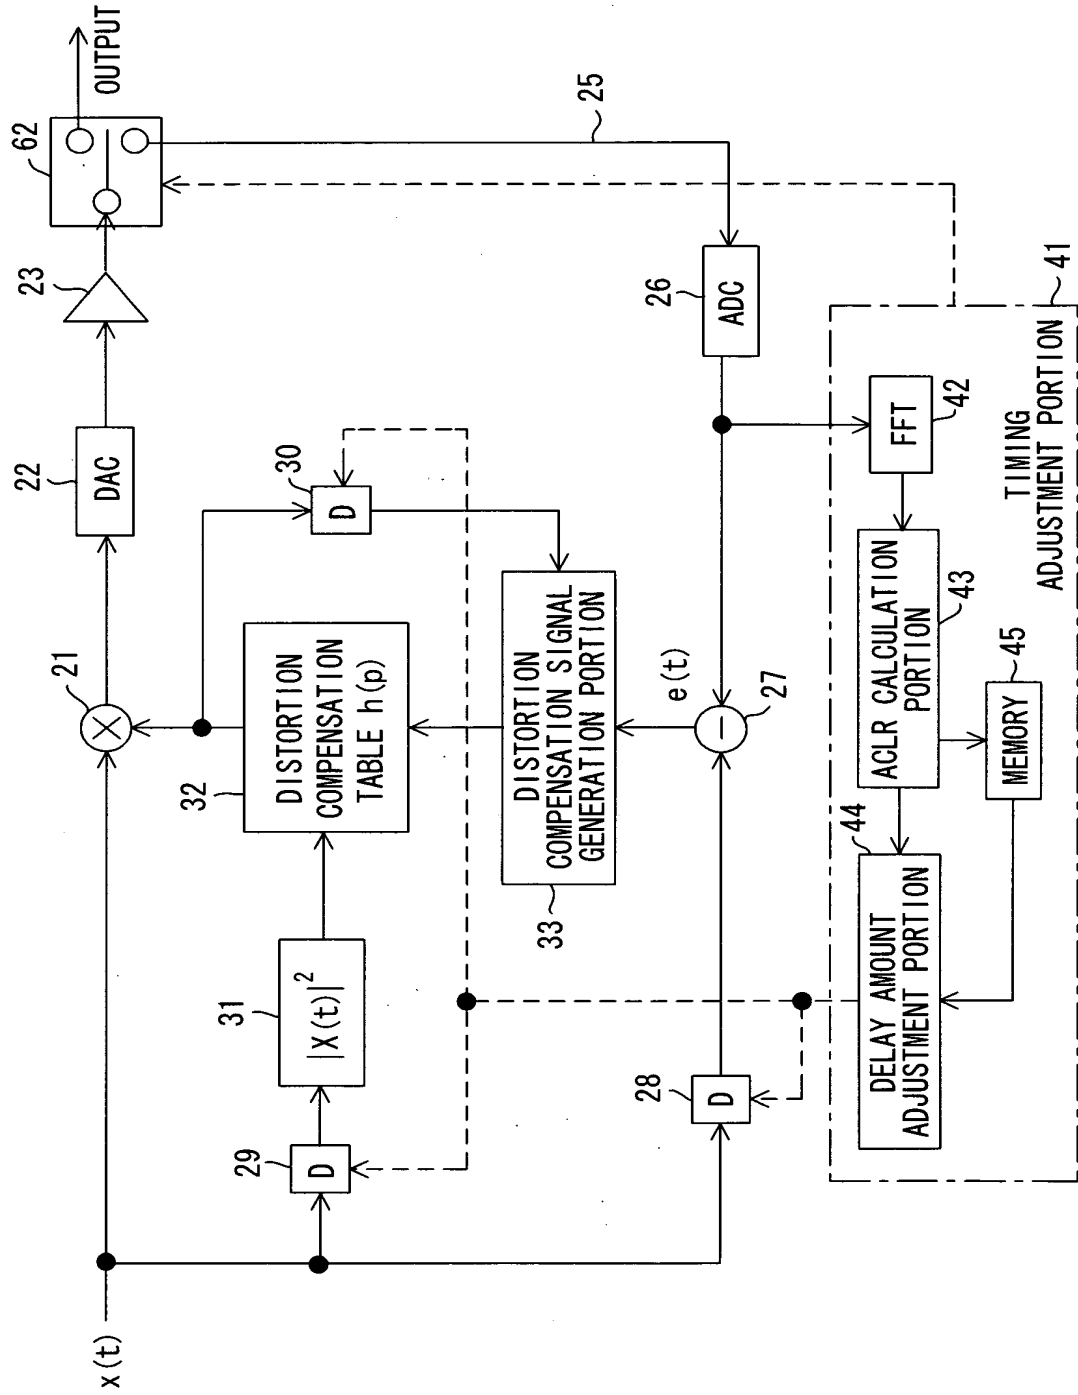 x(t)
21
22
DAC
23
62
OUTPUT
29
D
31
|X(t)|²
32
DISTORTION
COMPENSATION
TABLE h(p)
30
D
25
33
DISTORTION
COMPENSATION SIGNAL
GENERATION PORTION
28
D
e(t)
27
26
ADC
44
DELAY AMOUNT
ADJUSTMENT PORTION
ACLR CALCULATION
PORTION
43
FFT
42
MEMORY
45
TIMING
ADJUSTMENT PORTION
41